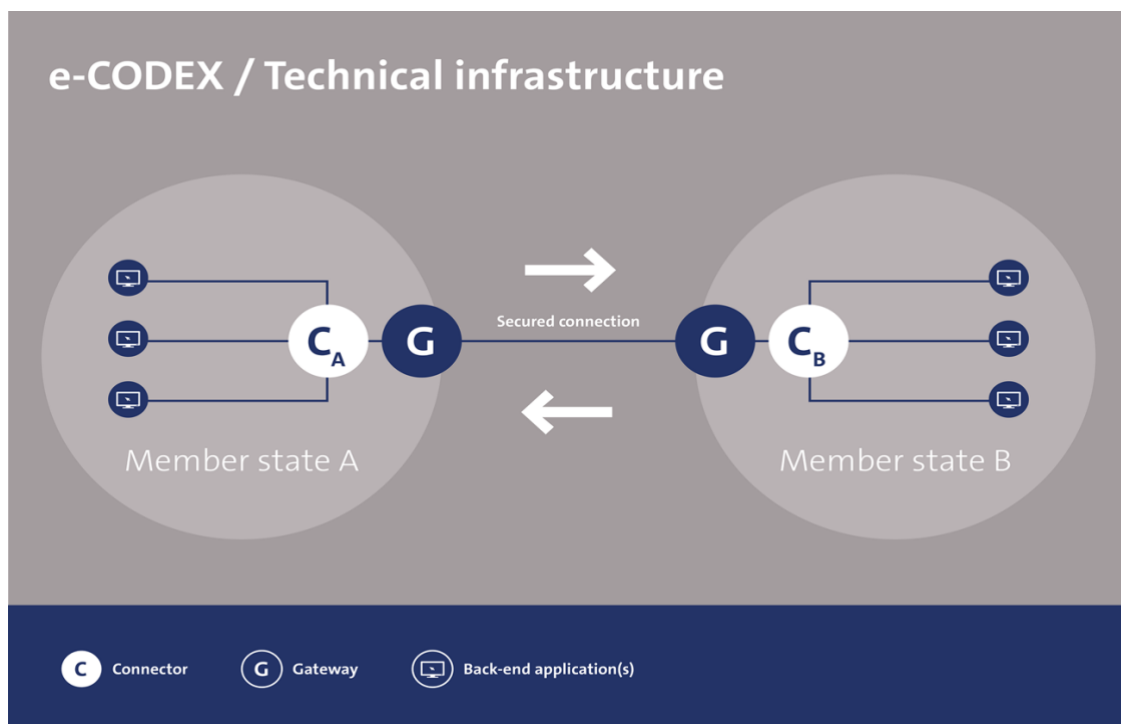 e-CODEX / Technical infrastructure
Secured connection
CA
G
G
CB
Member state A
Member state B
C Connector
G Gateway
Back-end application(s)